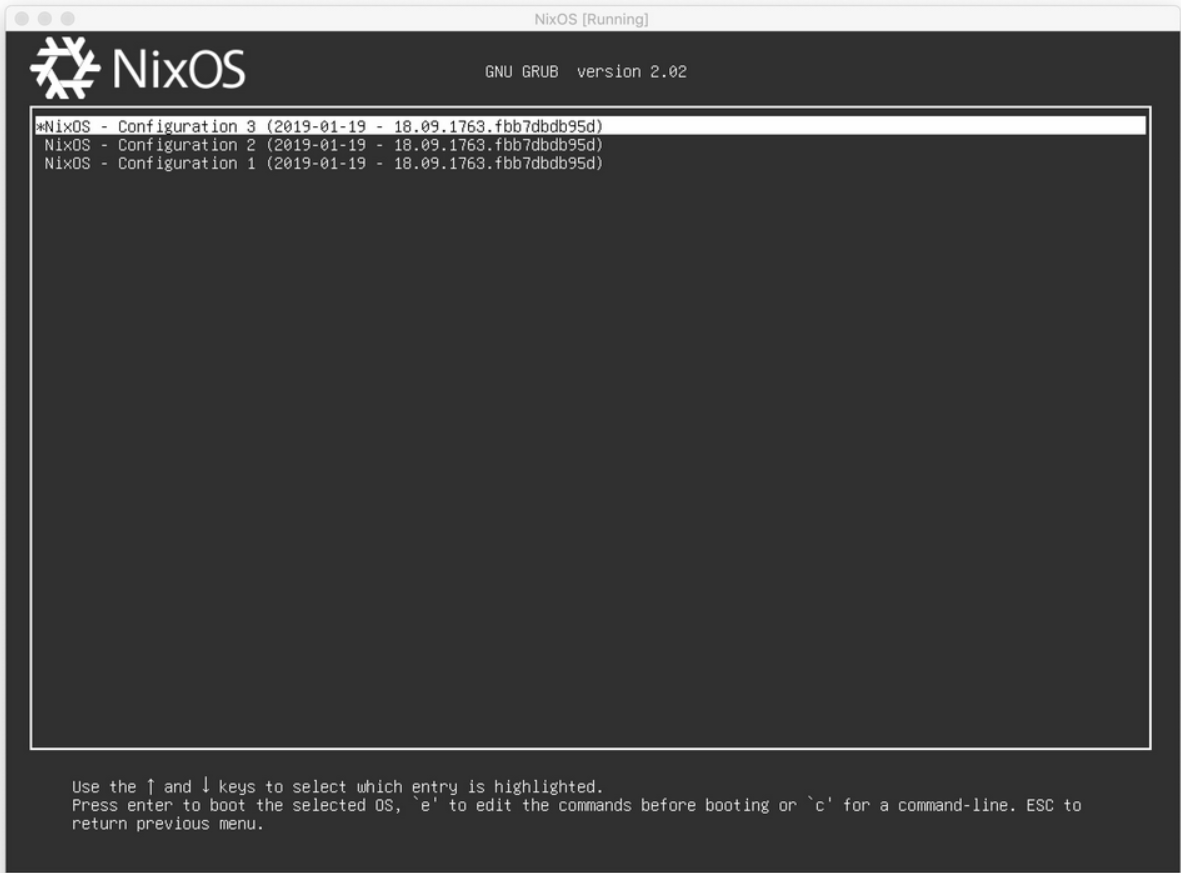 NixOS [Running]
NixOS
GNU GRUB  version 2.02
*NixOS - Configuration 3 (2019-01-19 - 18.09.1763.fbb7dbdb95d)
NixOS - Configuration 2 (2019-01-19 - 18.09.1763.fbb7dbdb95d)
NixOS - Configuration 1 (2019-01-19 - 18.09.1763.fbb7dbdb95d)
Use the ↑ and ↓ keys to select which entry is highlighted.
Press enter to boot the selected OS, `e' to edit the commands before booting or `c' for a command-line. ESC to
return previous menu.